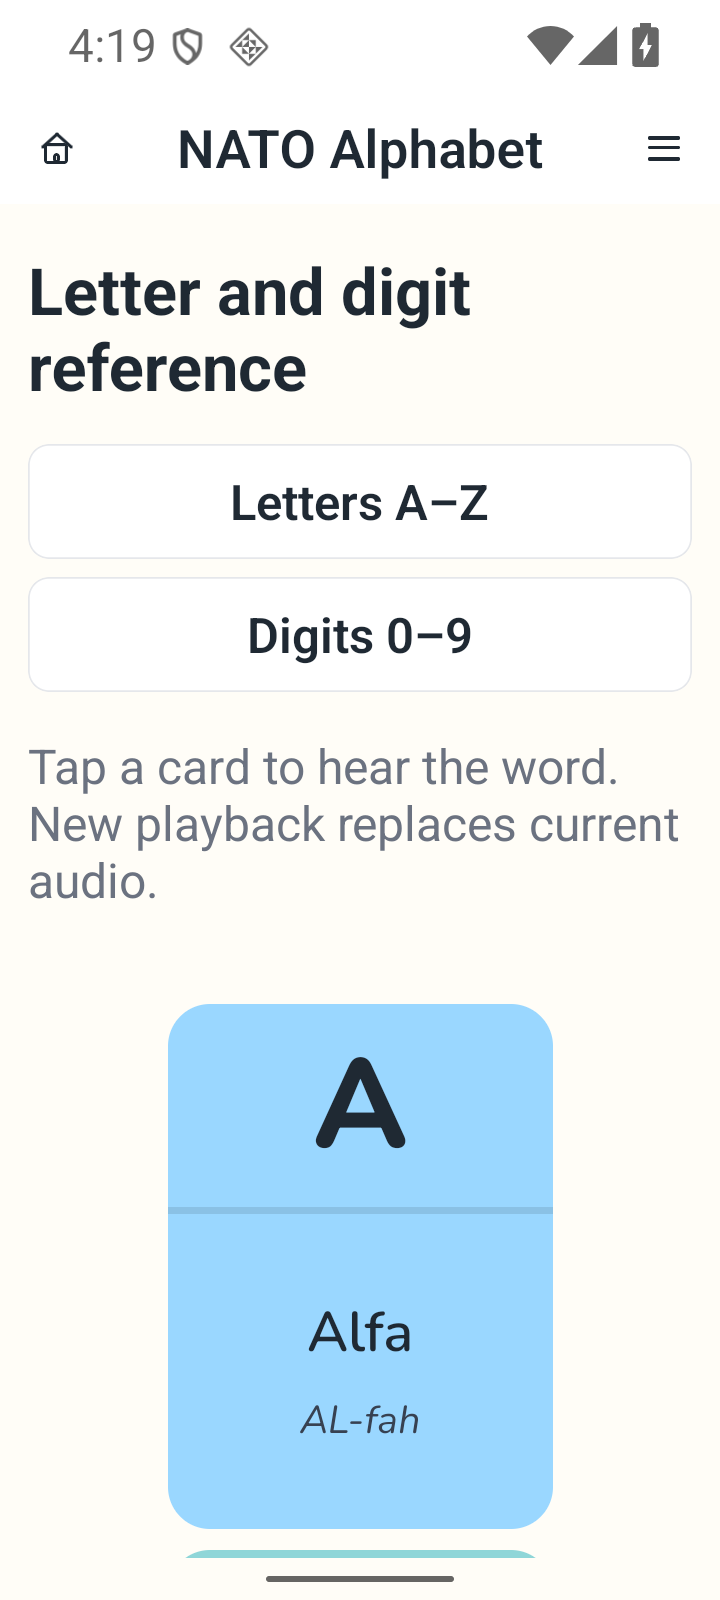 4:19
NATO Alphabet
Letter and digit
reference
Letters A–Z
Digits 0–9
Tap a card to hear the word.
New playback replaces current
audio.
A
Alfa
AL-fah